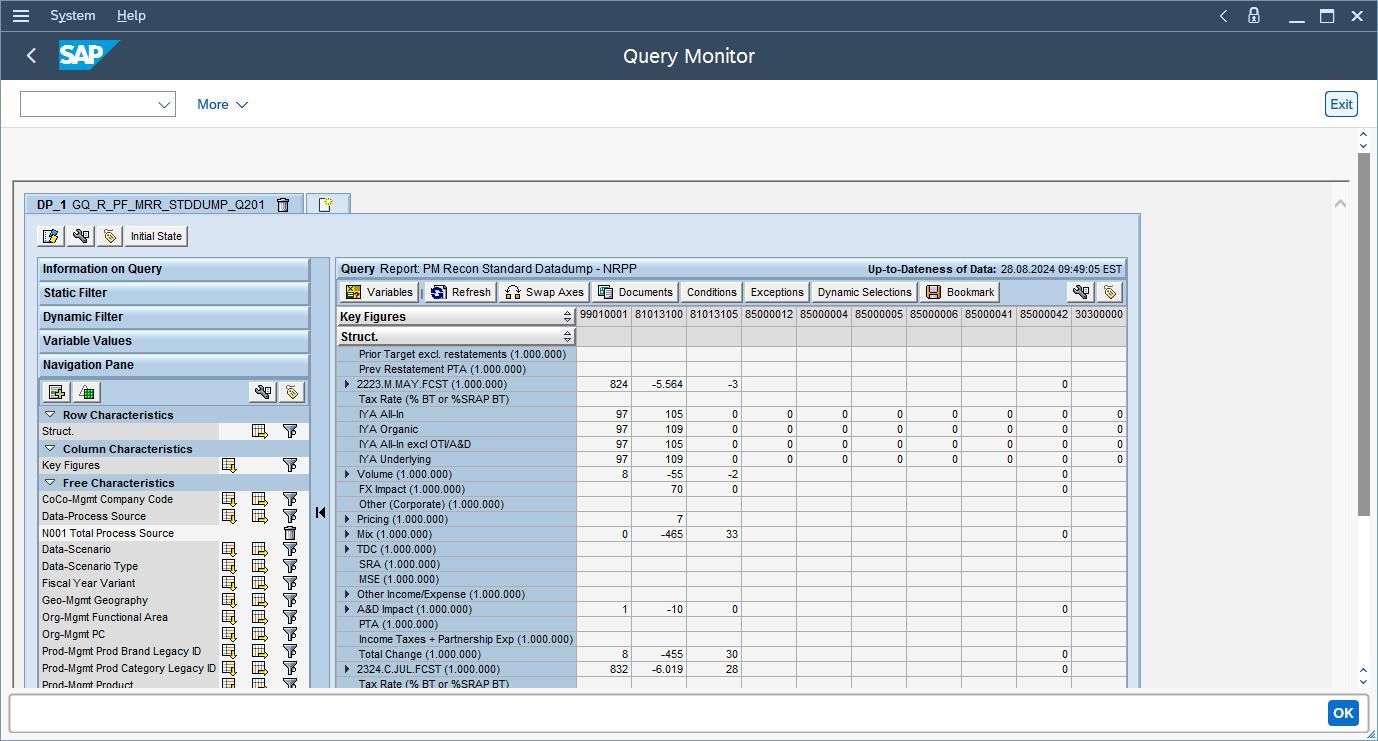 System Help
SAP Query Monitor
More Exit
DP_1 GQ_R_PF_MRR_STDDUMP_Q201
Initial State
Information on Query
Static Filter
Dynamic Filter
Variable Values
Navigation Pane
Row Characteristics
Struct.
Column Characteristics
Key Figures
Free Characteristics
CoCo-Mgmt Company Code
Data-Process Source
N001 Total Process Source
Data-Scenario
Data-Scenario Type
Fiscal Year Variant
Geo-Mgmt Geography
Org-Mgmt Functional Area
Org-Mgmt PC
Prod-Mgmt Prod Brand Legacy ID
Prod-Mgmt Prod Category Legacy ID
Prod-Mgmt Product
Query Report: PM Recon Standard Datadump - NRPP Up-to-Dateness of Data: 28.08.2024 09:49:05 EST
Variables Refresh Swap Axes Documents Conditions Exceptions Dynamic Selections Bookmark
Key Figures 99010001 81013100 81013105 85000012 85000004 85000005 85000006 85000041 85000042 30300000
Struct.
Prior Target excl. restatements (1.000.000)
Prev Restatement PTA (1.000.000)
2223.M.MAY.FCST (1.000.000) 824 -5.564 -3 0
Tax Rate (% BT or %SRAP BT)
IYA All-In 97 105 0 0 0 0 0 0 0 0
IYA Organic 97 109 0 0 0 0 0 0 0 0
IYA All-In excl OTI/A&D 97 105 0 0 0 0 0 0 0 0
IYA Underlying 97 109 0 0 0 0 0 0 0 0
Volume (1.000.000) 8 -55 -2 0
FX Impact (1.000.000) 70 0 0
Other (Corporate) (1.000.000)
Pricing (1.000.000) 7
Mix (1.000.000) 0 -465 33 0
TDC (1.000.000)
SRA (1.000.000)
MSE (1.000.000)
Other Income/Expense (1.000.000)
A&D Impact (1.000.000) 1 -10 0 0
PTA (1.000.000)
Income Taxes + Partnership Exp (1.000.000)
Total Change (1.000.000) 8 -455 30 0
2324.C.JUL.FCST (1.000.000) 832 -6.019 28 0
Tax Rate (% BT or %SRAP BT)
OK